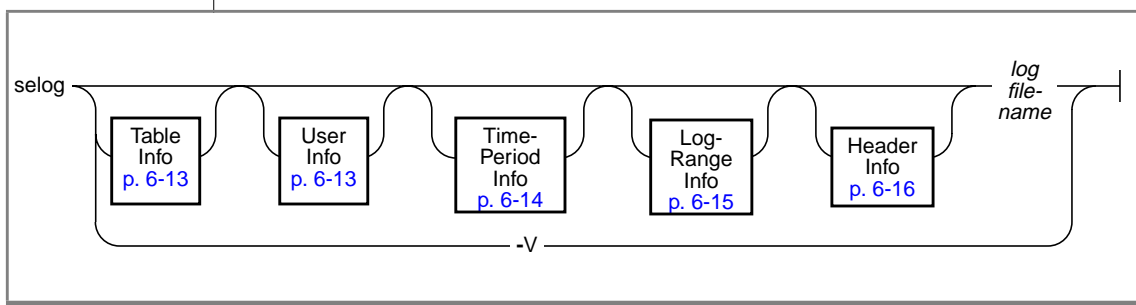 selog
Table
Info
p. 6-13
User
Info
p. 6-13
Time-
Period
Info
p. 6-14
Log-
Range
Info
p. 6-15
Header
Info
p. 6-16
log
file-
name
-V